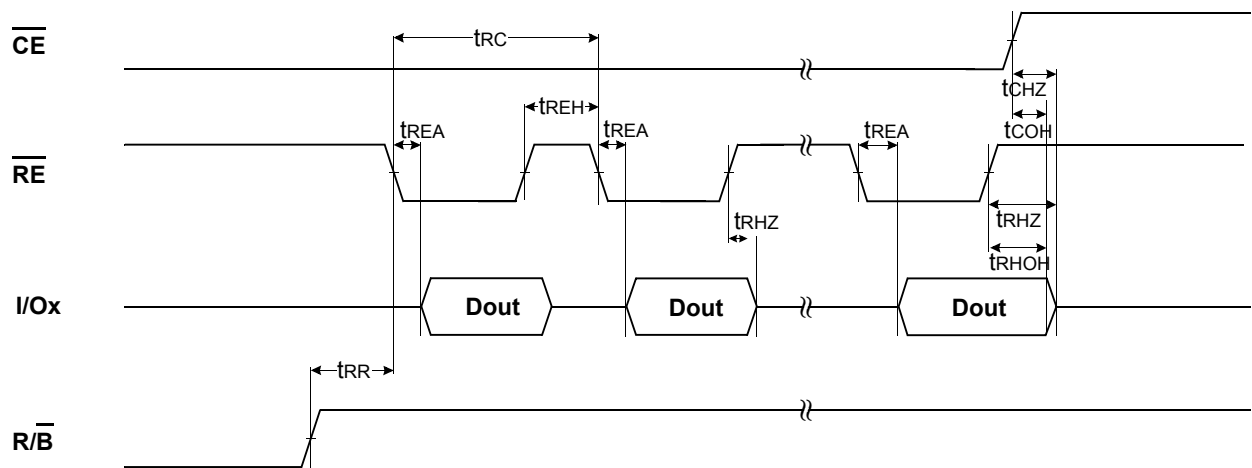 CE
tRC
tCHZ
tREH
tCOH
tREA
tREA
tREA
RE
tRHZ
tRHZ
tRHOH
I/Ox
Dout
Dout
Dout
tRR
R/B